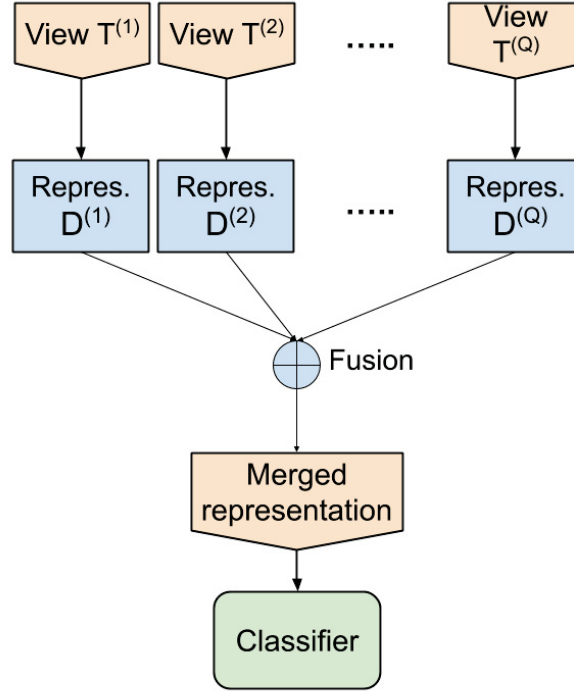 View T⁽¹⁾ View T⁽²⁾ ..... View
T⁽Q⁾
Repres. Repres. Repres.
D⁽¹⁾ D⁽²⁾ ..... D⁽Q⁾
Fusion
Merged
representation
Classifier